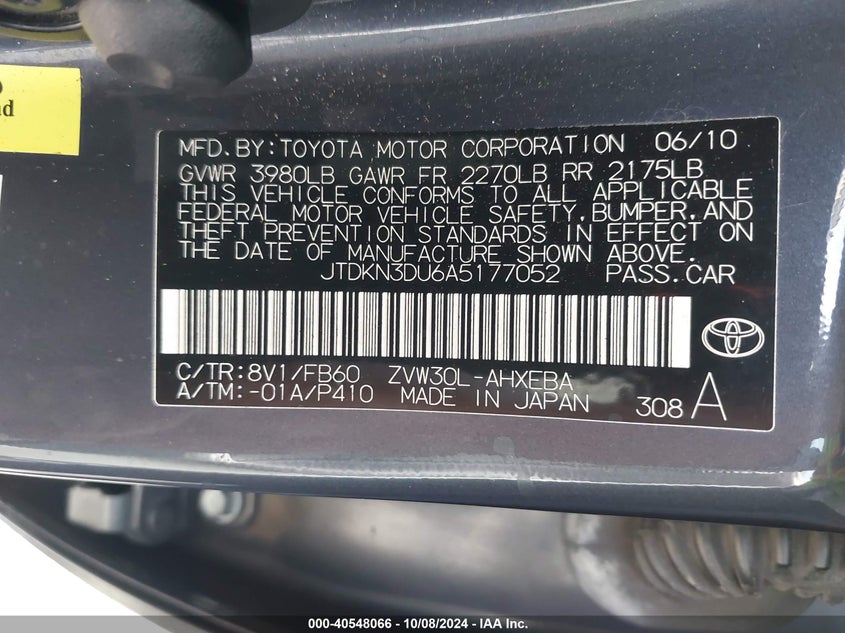 d
MFD.BY:TOYOTA MOTOR CORPORATION 06/10
GVWR 3980LB GAWR FR 2270LB RR 2175LB
THIS VEHICLE CONFORMS TO ALL APPLICABLE
FEDERAL MOTOR VEHICLE SAFETY,BUMPER,AND
THEFT PREVENTION STANDARDS IN EFFECT ON
THE DATE OF MANUFACTURE SHOWN ABOVE.
JTDKN3DU6A5177052 PASS.CAR
C/TR:8V1/FB60 ZVW30L-AHXEBA
A/TM:-01A/P410 MADE IN JAPAN 308 A
000-40548066 - 10/08/2024 - IAA Inc.